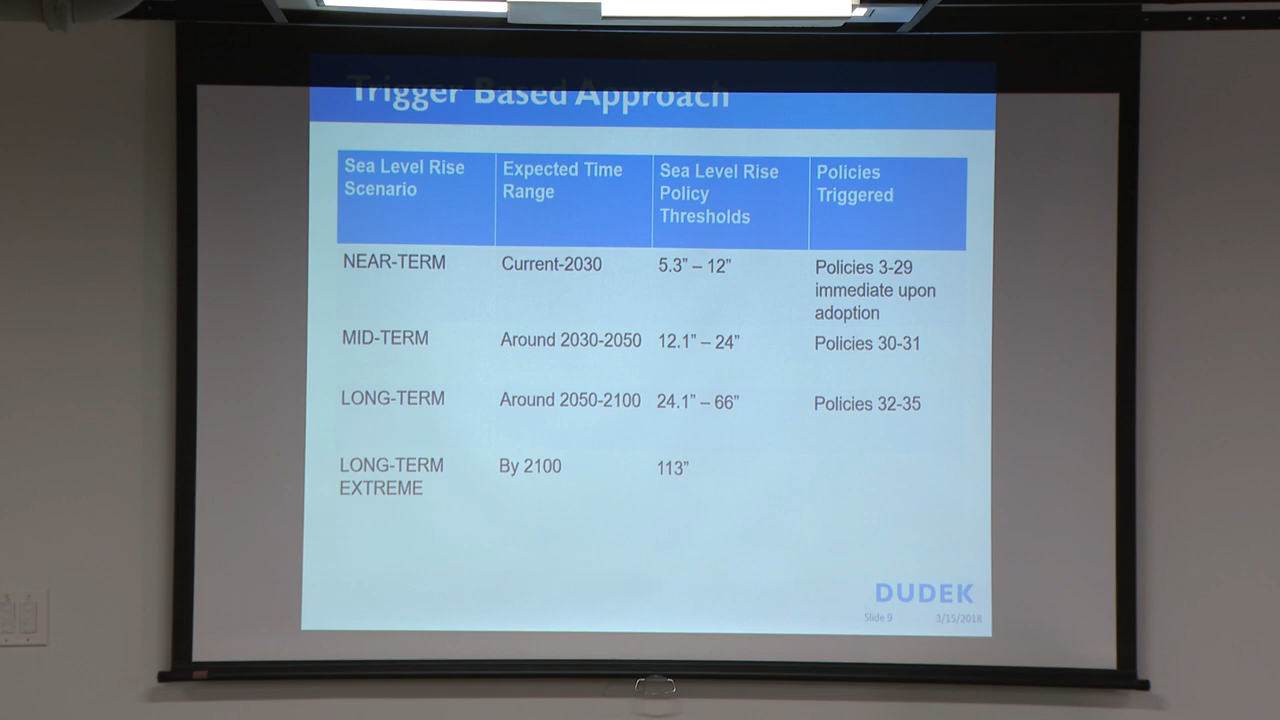 Trigger Based Approach
Sea Level Rise
Scenario
Expected Time
Range
Sea Level Rise
Policy
Thresholds
Policies
Triggered
NEAR-TERM
Current-2030
5.3” – 12”
Policies 3-29
immediate upon
adoption
MID-TERM
Around 2030-2050
12.1” – 24”
Policies 30-31
LONG-TERM
Around 2050-2100
24.1” – 66”
Policies 32-35
LONG-TERM
EXTREME
By 2100
113”
DUDEK
Slide 9
3/15/2018